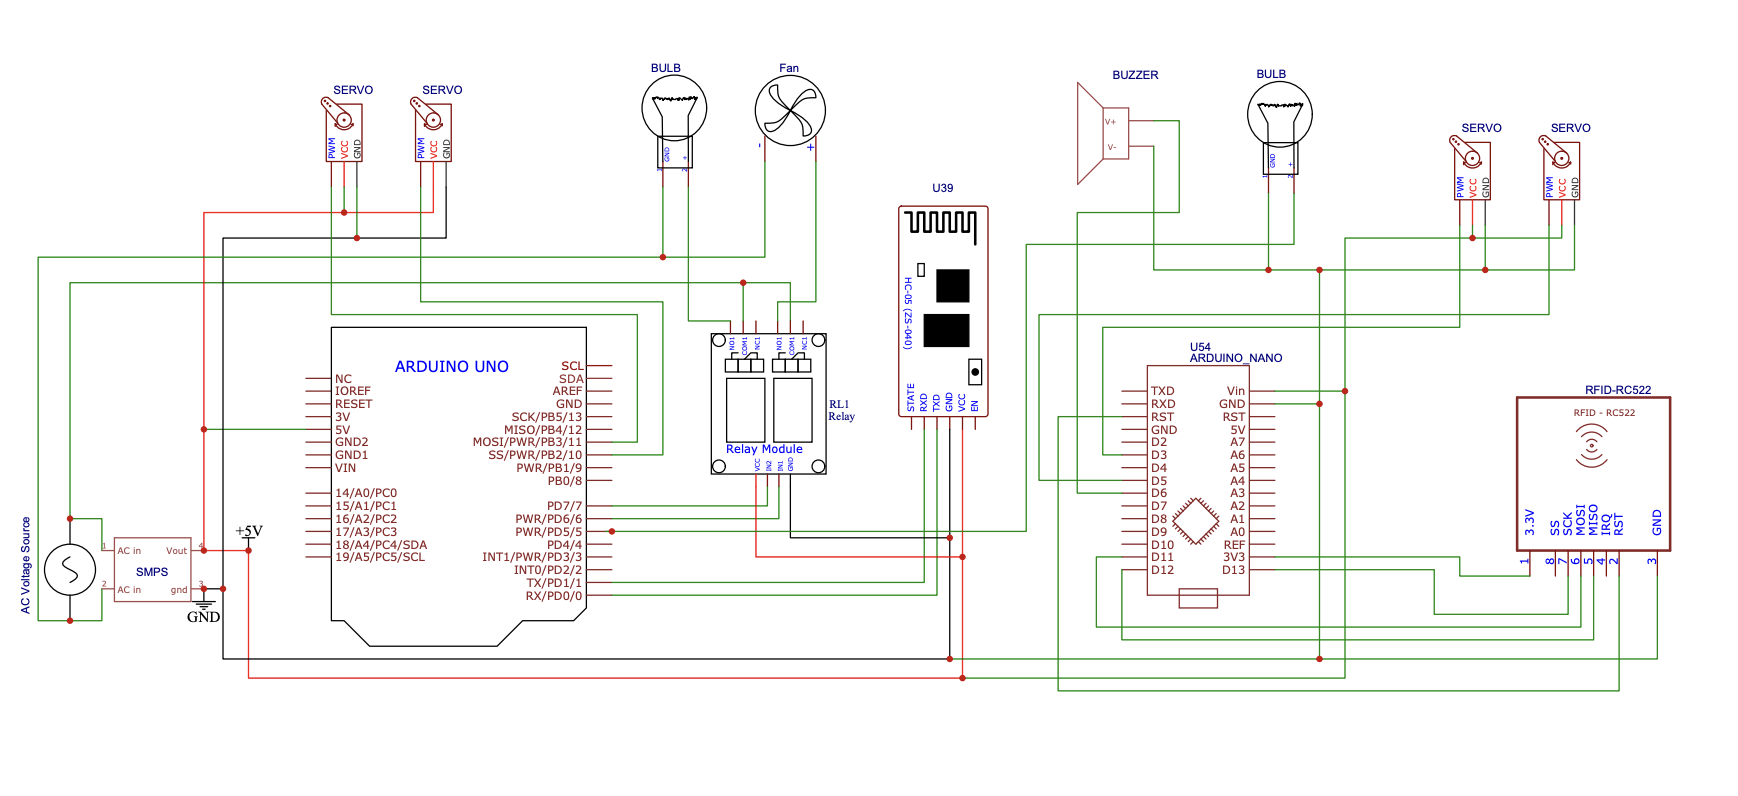 BULB
Fan
BUZZER
BULB
SERVO
SERVO
V+
V-
SERVO
SERVO
PWM
VCC
GND
PWM
VCC
GND
- +
GND
+
1
2
GND
+
1
2
PWM
VCC
GND
PWM
VCC
GND
U39
HC-05 (ZS-040)
STATE
RXD
TXD
GND
VCC
EN
NO1
COM1
NC1
NO1
COM1
NC1
RL1
Relay
Relay Module
VCC
IN2
IN1
GND
ARDUINO UNO
NC
IOREF
RESET
3V
5V
GND2
GND1
VIN
14/A0/PC0
15/A1/PC1
16/A2/PC2
17/A3/PC3
18/A4/PC4/SDA
19/A5/PC5/SCL
SCL
SDA
AREF
GND
SCK/PB5/13
MISO/PB4/12
MOSI/PWR/PB3/11
SS/PWR/PB2/10
PWR/PB1/9
PB0/8
PD7/7
PWR/PD6/6
PWR/PD5/5
PD4/4
INT1/PWR/PD3/3
INT0/PD2/2
TX/PD1/1
RX/PD0/0
U54
ARDUINO_NANO
TXD
RXD
RST
GND
D2
D3
D4
D5
D6
D7
D8
D9
D10
D11
D12
Vin
GND
RST
5V
A7
A6
A5
A4
A3
A2
A1
A0
REF
3V3
D13
RFID-RC522
RFID - RC522
3.3V
SS
SCK
MOSI
MISO
IRQ
RST
GND
1
8
7
6
5
4
2
3
AC Voltage Source
+5V
1
AC in
Vout
4
SMPS
2
AC in
gnd
3
GND